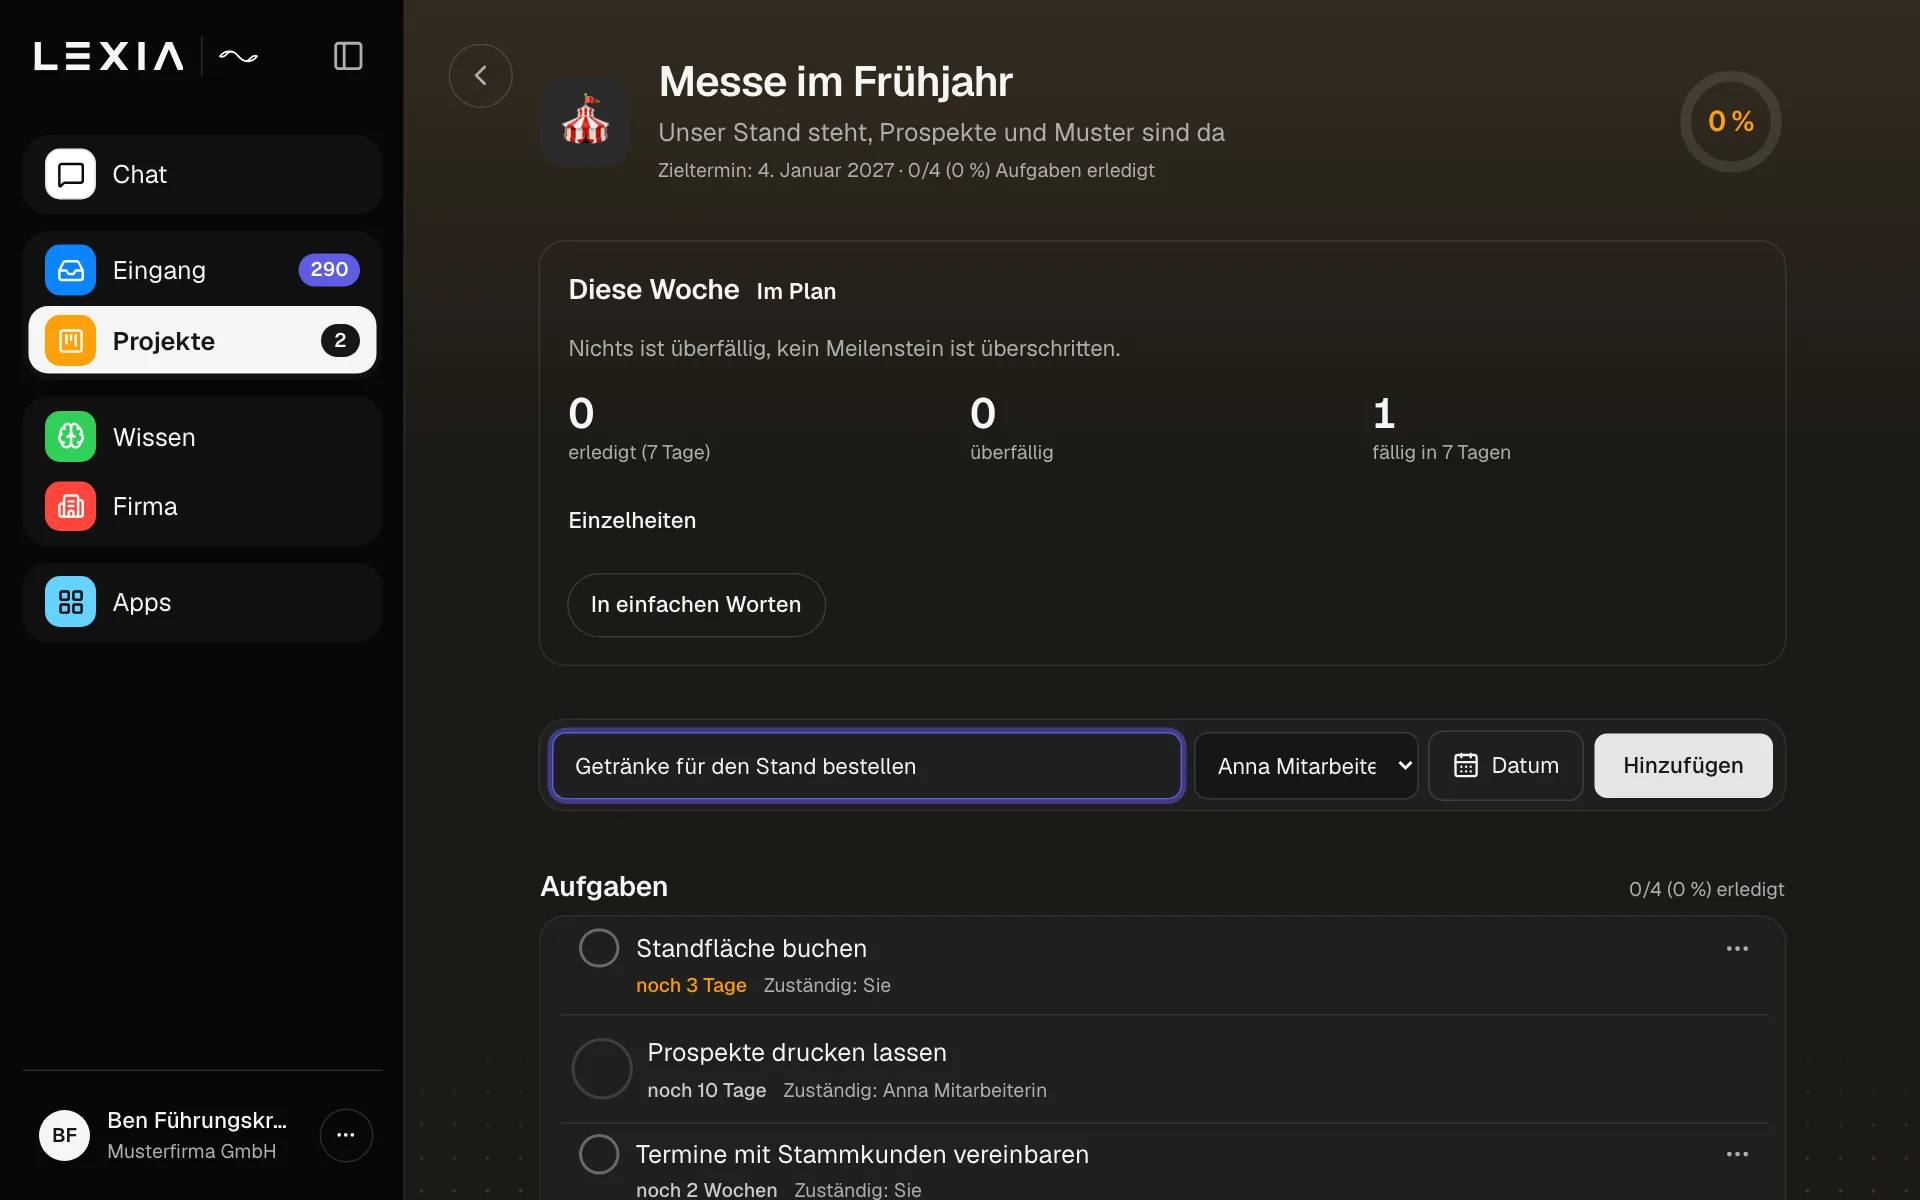 LEXIA
Chat
Eingang 290
Projekte 2
Wissen
Firma
Apps
BF
Ben Führungskr...
Musterfirma GmbH
Messe im Frühjahr
Unser Stand steht, Prospekte und Muster sind da
Zieltermin: 4. Januar 2027 · 0/4 (0 %) Aufgaben erledigt
0 %
Diese Woche Im Plan
Nichts ist überfällig, kein Meilenstein ist überschritten.
0 0 1
erledigt (7 Tage) überfällig fällig in 7 Tagen
Einzelheiten
In einfachen Worten
Getränke für den Stand bestellen Anna Mitarbeite Datum Hinzufügen
Aufgaben 0/4 (0 %) erledigt
Standfläche buchen
noch 3 Tage Zuständig: Sie
Prospekte drucken lassen
noch 10 Tage Zuständig: Anna Mitarbeiterin
Termine mit Stammkunden vereinbaren
noch 2 Wochen Zuständig: Sie